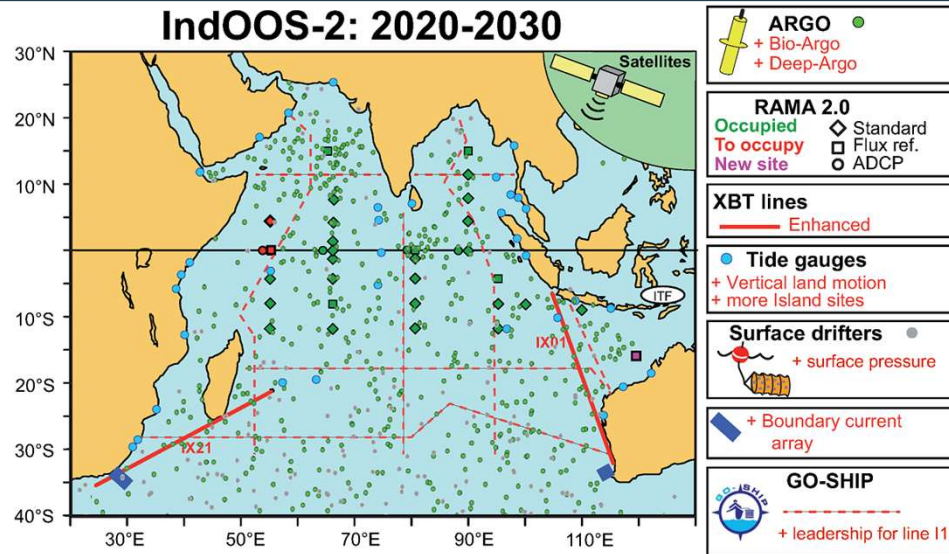 IndOOS-2: 2020-2030
30°N
20°N
10°N
0°
10°S
20°S
30°S
40°S
30°E
50°E
70°E
90°E
110°E
Satellites
ITF
IX01
IX21
ARGO
+ Bio-Argo
+ Deep-Argo
RAMA 2.0
Occupied
Standard
To occupy
Flux ref.
New site
ADCP
XBT lines
Enhanced
Tide gauges
+ Vertical land motion
+ more Island sites
Surface drifters
+ surface pressure
+ Boundary current
array
GO-SHIP
GO-SHIP
+ leadership for line I1